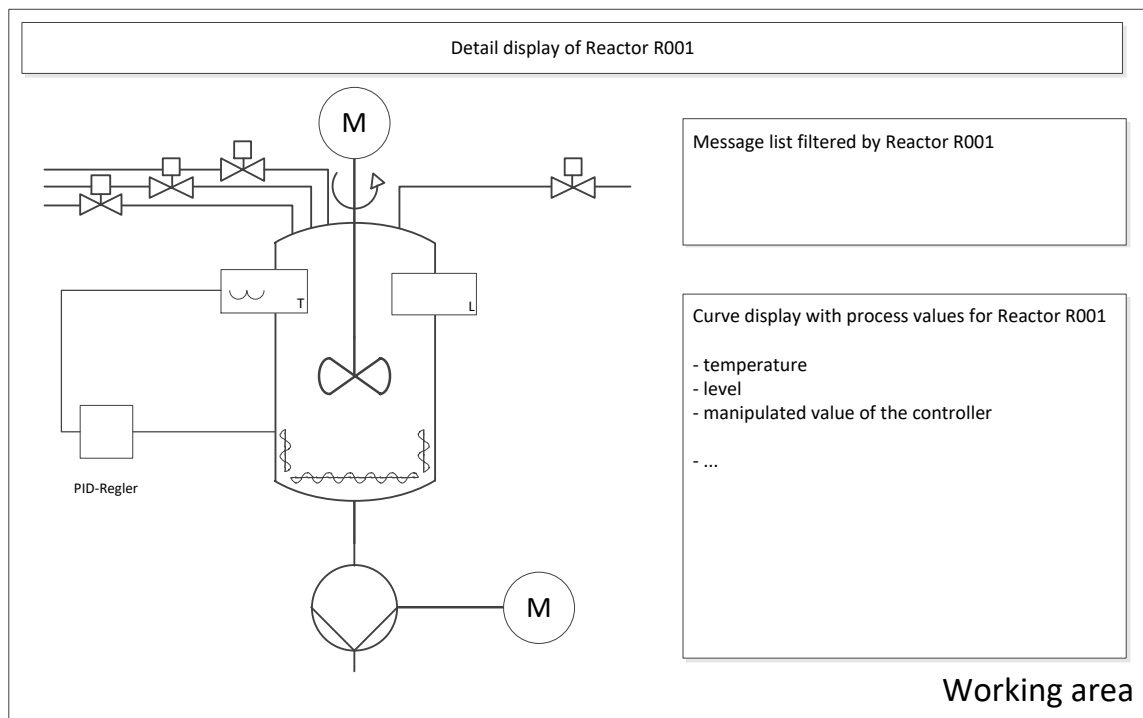 Detail display of Reactor R001
M
Message list filtered by Reactor R001
T
L
Curve display with process values for Reactor R001
- temperature
- level
- manipulated value of the controller
- ...
PID-Regler
M
Working area